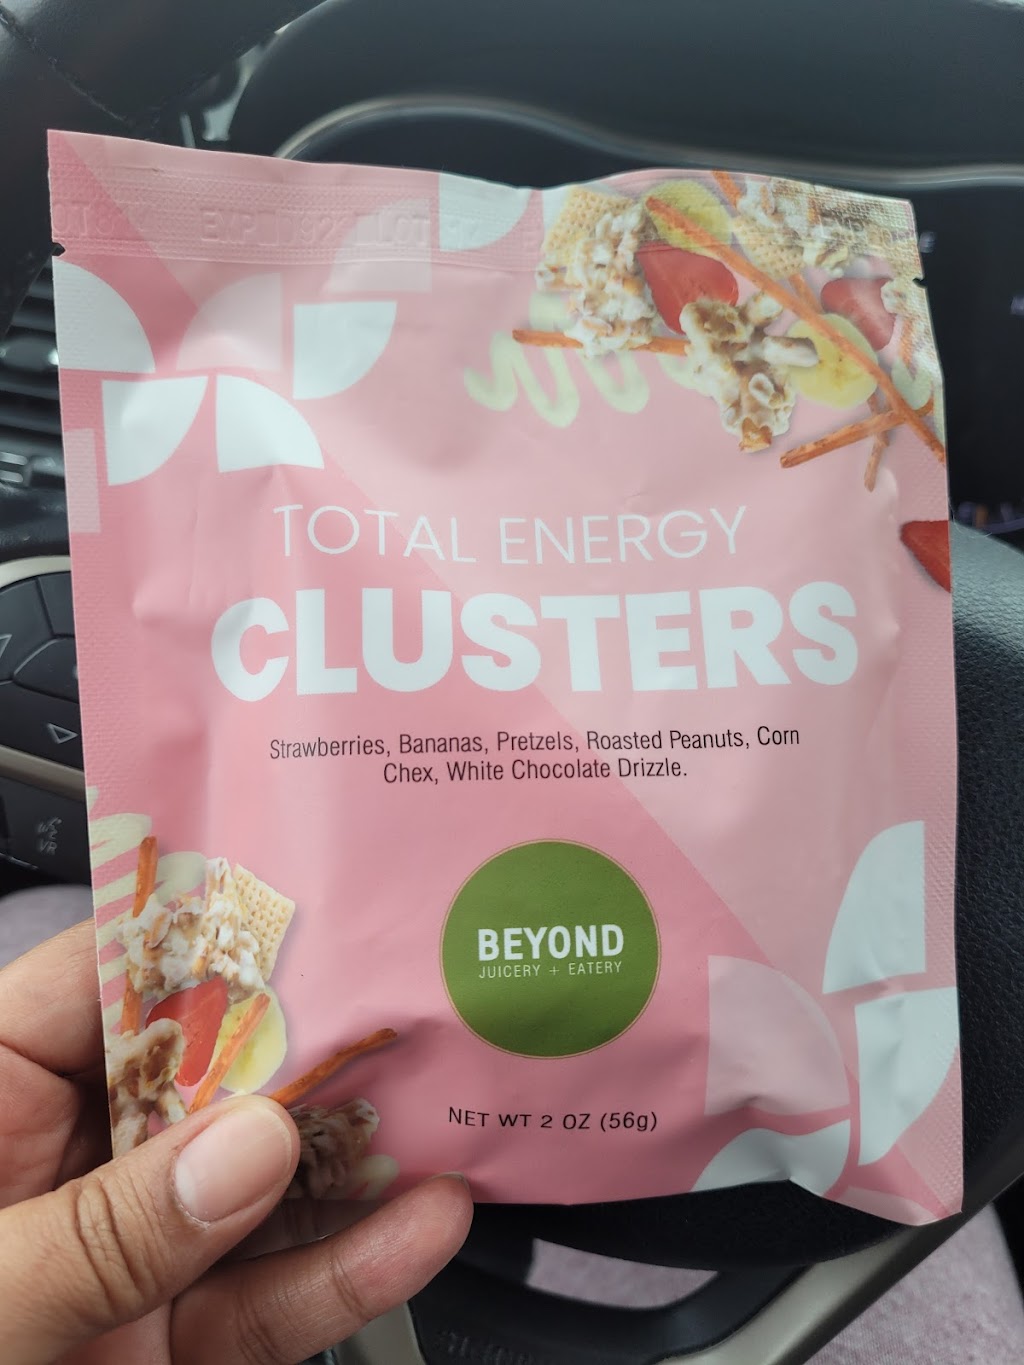 TOTAL ENERGY
CLUSTERS
Strawberries, Bananas, Pretzels, Roasted Peanuts, Corn
Chex, White Chocolate Drizzle.
BEYOND
JUICERY + EATERY
NET WT 2 OZ (56g)